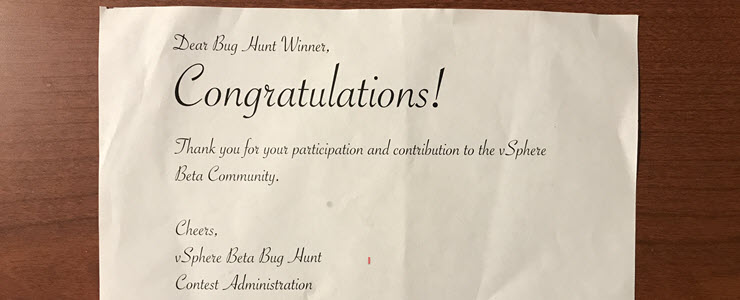 Dear Bug Hunt Winner,
Congratulations!
Thank you for your participation and contribution to the vSphere
Beta Community.
Cheers,
vSphere Beta Bug Hunt
Contest Administration